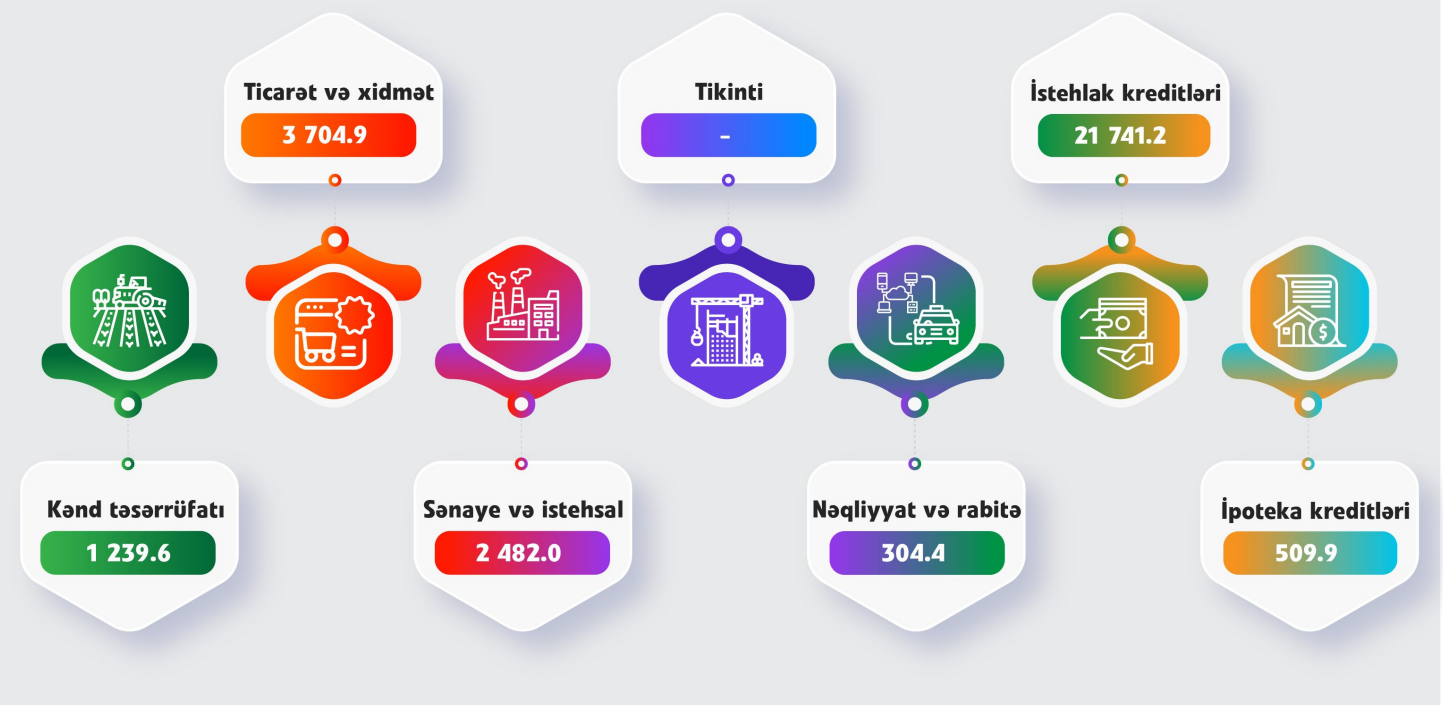 Ticarət və xidmət
3 704.9
Tikinti
-
İstehlak kreditləri
21 741.2
Kənd təsərrüfatı
1 239.6
Sənaye və istehsal
2 482.0
Nəqliyyat və rabitə
304.4
İpoteka kreditləri
509.9